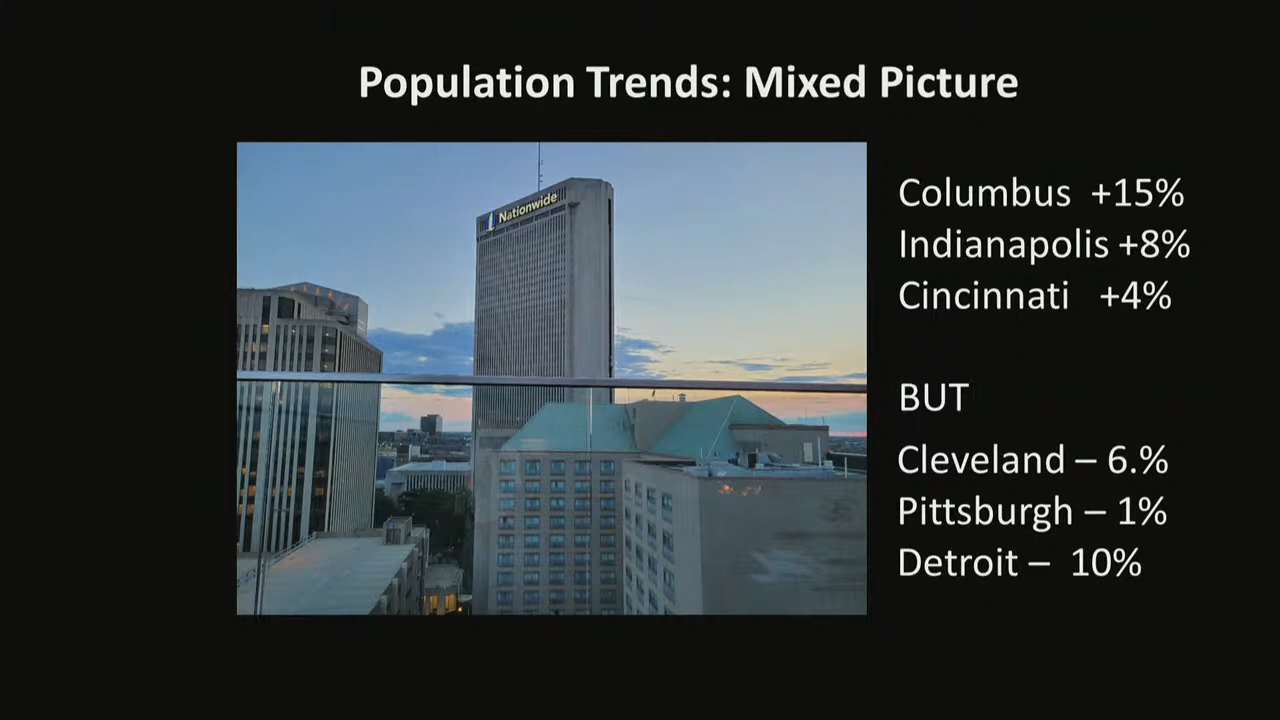 Population Trends: Mixed Picture
Nationwide
Columbus +15%
Indianapolis +8%
Cincinnati +4%
BUT
Cleveland – 6.%
Pittsburgh – 1%
Detroit – 10%